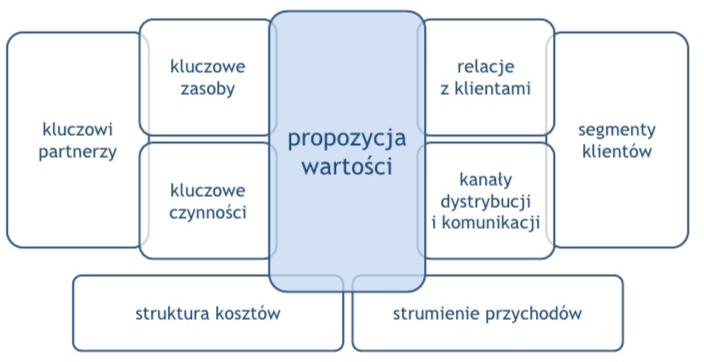 kluczowi
partnerzy
kluczowe
zasoby
kluczowe
czynności
propozycja
wartości
relacje
z klientami
kanały
dystrybucji
i komunikacji
segmenty
klientów
struktura kosztów
strumienie przychodów